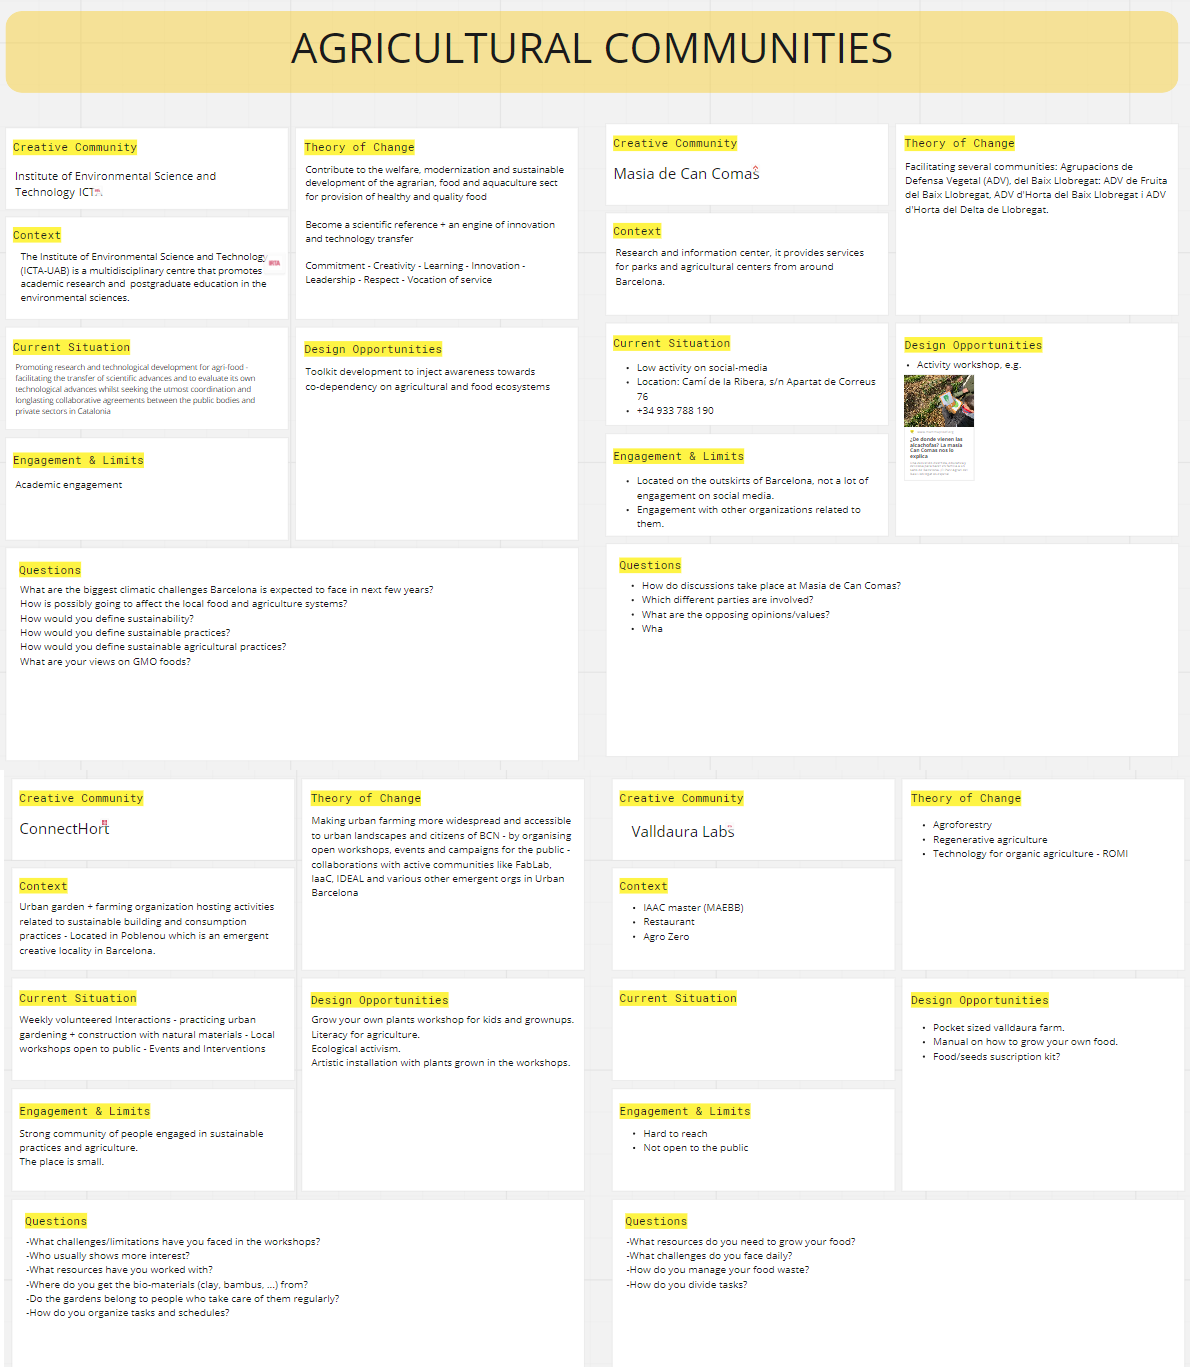 AGRICULTURAL COMMUNITIES
Creative Community
Institute of Environmental Science and
Technology ICT
Context
The Institute of Environmental Science and Technology
(ICTA-UAB) is a multidisciplinary centre that promotes
academic research and postgraduate education in the
environmental sciences.
IRTA
Current Situation
Promoting research and technological development for agri-food -
facilitating the transfer of scientific advances and to evaluate its own
technological advances whilst seeking the utmost coordination and
longlasting collaborative agreements between the public bodies and
private sectors in Catalonia
Engagement & Limits
Academic engagement
Theory of Change
Contribute to the welfare, modernization and sustainable
development of the agrarian, food and aquaculture sect
for provision of healthy and quality food
Become a scientific reference + an engine of innovation
and technology transfer
Commitment - Creativity - Learning - Innovation -
Leadership - Respect - Vocation of service
Design Opportunities
Toolkit development to inject awareness towards
co-dependency on agricultural and food ecosystems
Questions
What are the biggest climatic challenges Barcelona is expected to face in next few years?
How is possibly going to affect the local food and agriculture systems?
How would you define sustainability?
How would you define sustainable practices?
How would you define sustainable agricultural practices?
What are your views on GMO foods?
Creative Community
Masia de Can Comas
Context
Research and information center, it provides services
for parks and agricultural centers from around
Barcelona.
Current Situation
• Low activity on social-media
• Location: Camí de la Ribera, s/n Apartat de Correus
76
• +34 933 788 190
Engagement & Limits
• Located on the outskirts of Barcelona, not a lot of
engagement on social media.
• Engagement with other organizations related to
them.
Theory of Change
Facilitating several communities: Agrupacions de
Defensa Vegetal (ADV), del Baix Llobregat: ADV de Fruita
del Baix Llobregat, ADV d'Horta del Baix Llobregat i ADV
d'Horta del Delta de Llobregat.
Design Opportunities
• Activity workshop, e.g.
¿De donde vienen las
alcachofas? La masia
Can Comas nos lo
explica
Questions
• How do discussions take place at Masia de Can Comas?
• Which different parties are involved?
• What are the opposing opinions/values?
• Wha
Creative Community
ConnectHort
Context
Urban garden + farming organization hosting activities
related to sustainable building and consumption
practices - Located in Poblenou which is an emergent
creative locality in Barcelona.
Current Situation
Weekly volunteered Interactions - practicing urban
gardening + construction with natural materials - Local
workshops open to public - Events and Interventions
Engagement & Limits
Strong community of people engaged in sustainable
practices and agriculture.
The place is small.
Theory of Change
Making urban farming more widespread and accessible
to urban landscapes and citizens of BCN - by organising
open workshops, events and campaigns for the public -
collaborations with active communities like FabLab,
IaaC, IDEAL and various other emergent orgs in Urban
Barcelona
Design Opportunities
Grow your own plants workshop for kids and grownups.
Literacy for agriculture.
Ecological activism.
Artistic installation with plants grown in the workshops.
Questions
-What challenges/limitations have you faced in the workshops?
-Who usually shows more interest?
-What resources have you worked with?
-Where do you get the bio-materials (clay, bambus, ...) from?
-Do the gardens belong to people who take care of them regularly?
-How do you organize tasks and schedules?
Creative Community
Valldaura Labs
Context
• IAAC master (MAEBB)
• Restaurant
• Agro Zero
Current Situation
Engagement & Limits
• Hard to reach
• Not open to the public
Theory of Change
• Agroforestry
• Regenerative agriculture
• Technology for organic agriculture - ROMI
Design Opportunities
• Pocket sized valldaura farm.
• Manual on how to grow your own food.
• Food/seeds suscription kit?
Questions
-What resources do you need to grow your food?
-What challenges do you face daily?
-How do you manage your food waste?
-How do you divide tasks?